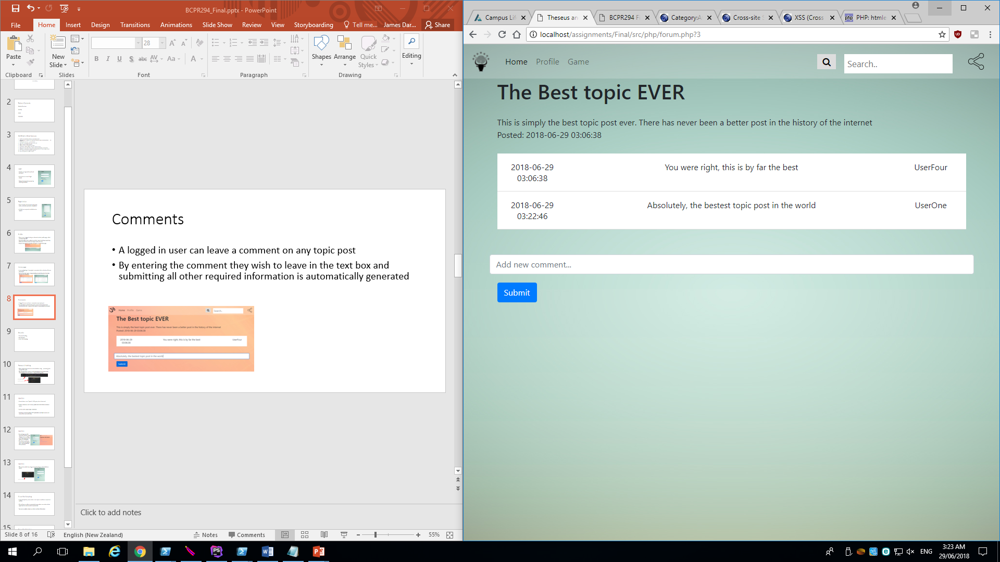 BCPR294_Final.pptx - PowerPoint
File Home Insert Design Transitions Animations Slide Show Review View Storyboarding Tell me... James Dar... Share
Paste
New
Slide
28
Shapes Arrange Quick
Styles
Editing
Clipboard Slides Font Paragraph Drawing
2
3
4
5
6
7
8
9
10
11
12
13
14
15
Comments
• A logged in user can leave a comment on any topic post
• By entering the comment they wish to leave in the text box and
submitting all other required information is automatically generated
Home Profile Game Search..
The Best topic EVER
This is simply the best topic post ever. There has never been a better post in the history of the internet
Posted: 2018-06-29 03:06:38
2018-06-29
03:06:38
You were right, this is by far the best
UserFour
Absolutely, the bestest topic post in the world
Submit
Click to add notes
Slide 8 of 16 English (New Zealand) Notes Comments 55%
Campus Lif Theseus an BCPR294 Fi Category:A Cross-site S XSS (Cross PHP: htmle
localhost/assignments/Final/src/php/forum.php?3
Home Profile Game Search..
The Best topic EVER
This is simply the best topic post ever. There has never been a better post in the history of the internet
Posted: 2018-06-29 03:06:38
2018-06-29
03:06:38
You were right, this is by far the best
UserFour
2018-06-29
03:22:46
Absolutely, the bestest topic post in the world
UserOne
Add new comment...
Submit
ENG
3:23 AM
29/06/2018